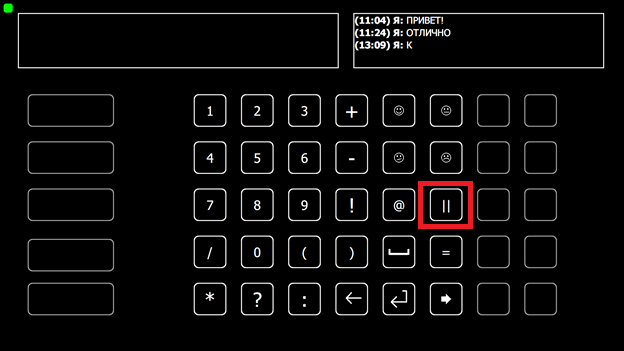 (11:04) Я: ПРИВЕТ!
(11:24) Я: ОТЛИЧНО
(13:09) Я: К
1 2 3 + ☺ 😐
4 5 6 - 😕 ☹
7 8 9 ! @ ||
/ 0 ( ) ␣ =
* ? : ← ↵ ➡